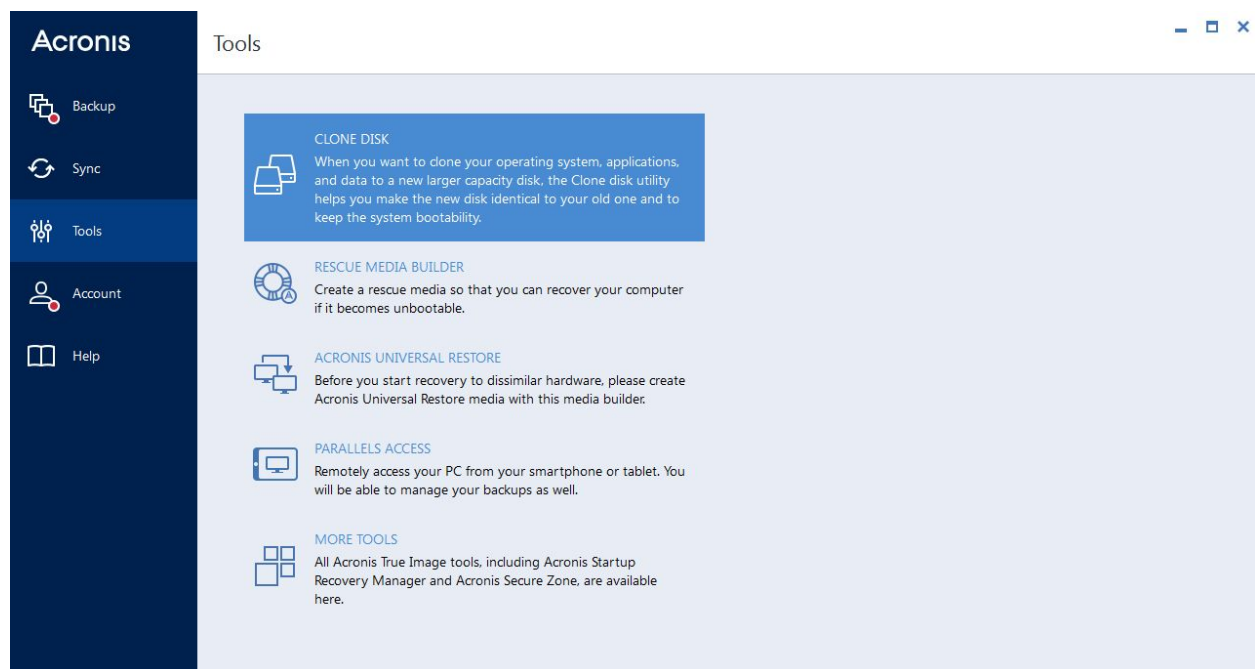 Acronis
Tools
Backup
Sync
Tools
Account
Help
CLONE DISK
When you want to clone your operating system, applications,
and data to a new larger capacity disk, the Clone disk utility
helps you make the new disk identical to your old one and to
keep the system bootability.
RESCUE MEDIA BUILDER
Create a rescue media so that you can recover your computer
if it becomes unbootable.
ACRONIS UNIVERSAL RESTORE
Before you start recovery to dissimilar hardware, please create
Acronis Universal Restore media with this media builder.
PARALLELS ACCESS
Remotely access your PC from your smartphone or tablet. You
will be able to manage your backups as well.
MORE TOOLS
All Acronis True Image tools, including Acronis Startup
Recovery Manager and Acronis Secure Zone, are available
here.